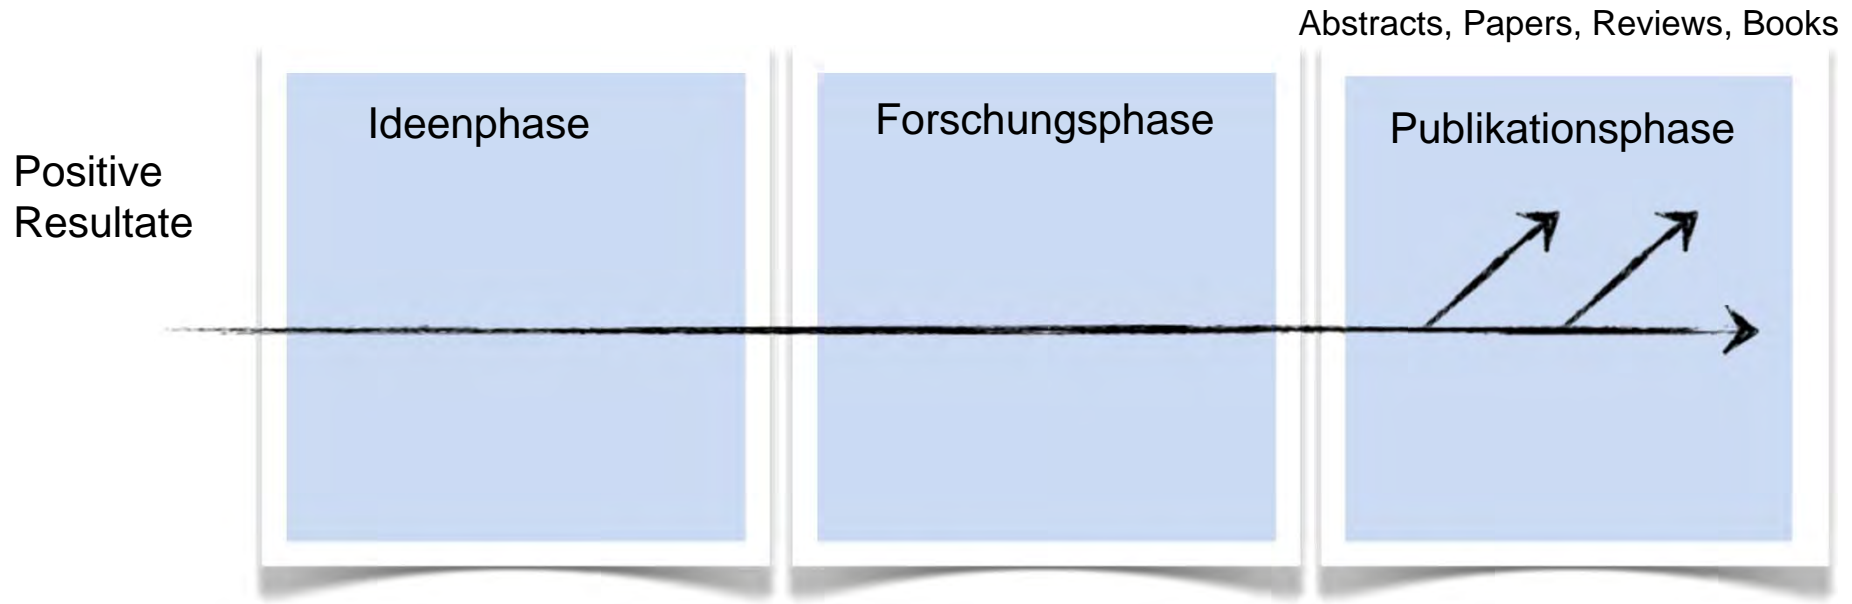 Abstracts, Papers, Reviews, Books
Ideenphase
Forschungsphase
Publikationsphase
Positive
Resultate